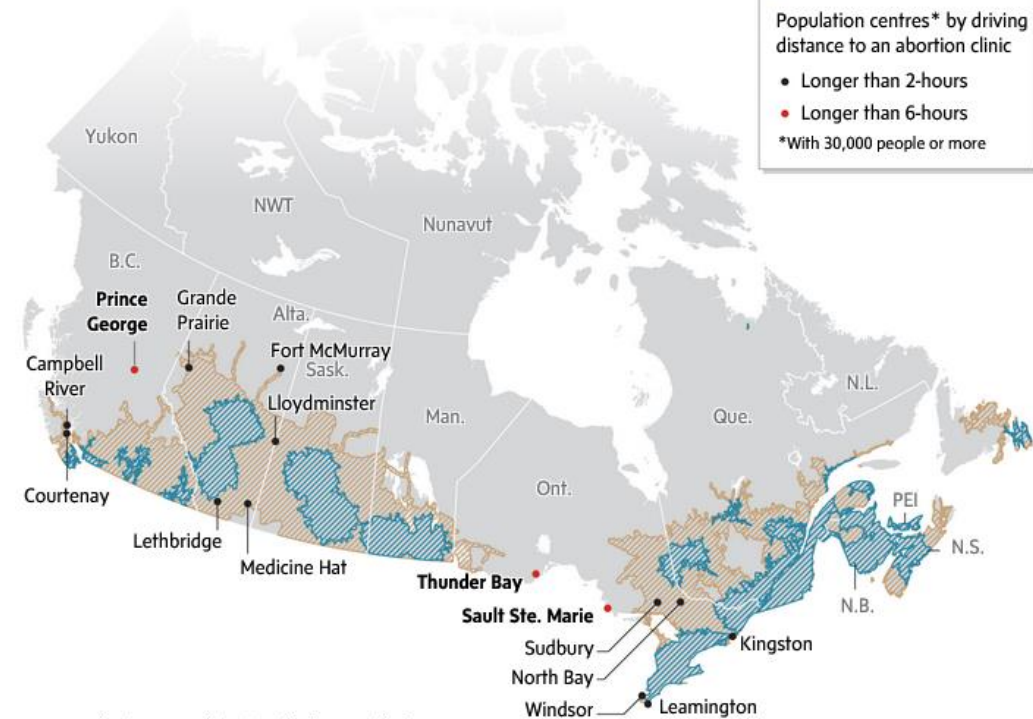 Population centres* by driving
distance to an abortion clinic
• Longer than 2-hours
• Longer than 6-hours
*With 30,000 people or more
Yukon
NWT
Nunavut
B.C.
Prince
George
Grande
Prairie
Alta.
Fort McMurray
Sask.
Campbell
River
Lloydminster
Man.
Que.
N.L.
Courtenay
Ont.
PEI
Lethbridge
Medicine Hat
N.S.
Thunder Bay
N.B.
Sault Ste. Marie
Sudbury
Kingston
North Bay
Windsor
Leamington